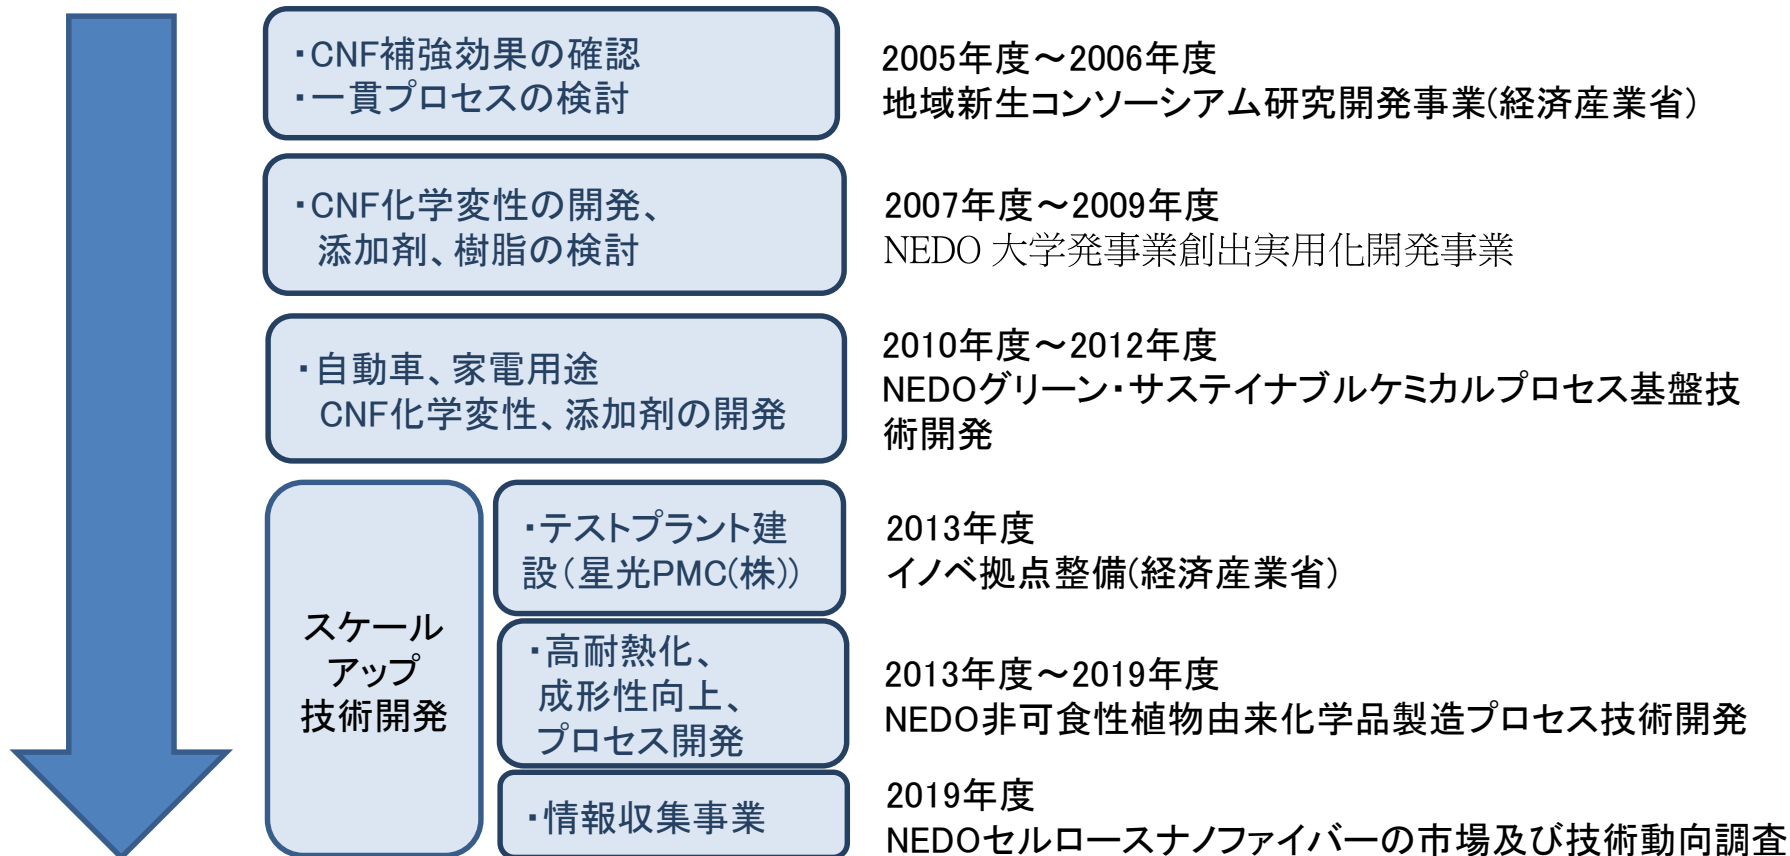 ・CNF補強効果の確認
・一貫プロセスの検討
2005年度～2006年度
地域新生コンソーシアム研究開発事業(経済産業省)
・CNF化学変性の開発、
添加剤、樹脂の検討
2007年度～2009年度
NEDO 大学発事業創出実用化開発事業
・自動車、家電用途
CNF化学変性、添加剤の開発
2010年度～2012年度
NEDOグリーン・サステイナブルケミカルプロセス基盤技
術開発
スケール
アップ
技術開発
・テストプラント建
設（星光PMC(株)）
2013年度
イノベ拠点整備(経済産業省)
・高耐熱化、
成形性向上、
プロセス開発
2013年度～2019年度
NEDO非可食性植物由来化学品製造プロセス技術開発
・情報収集事業
2019年度
NEDOセルロースナノファイバーの市場及び技術動向調査